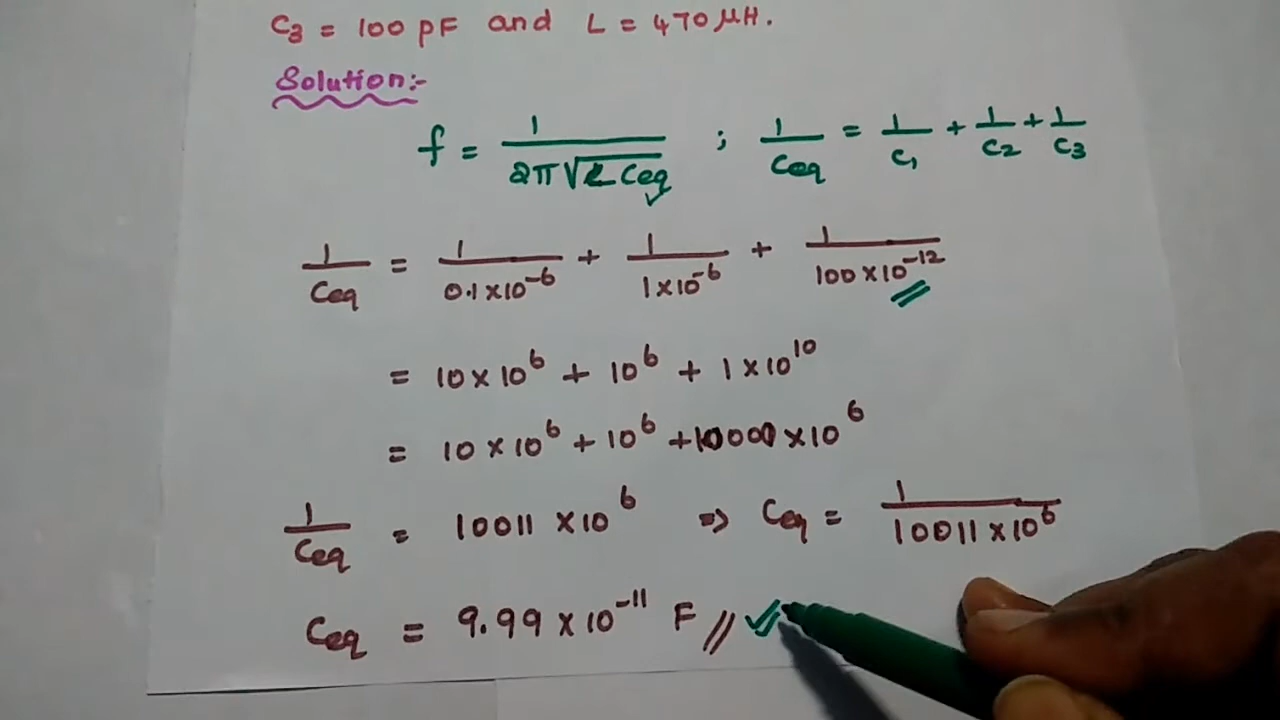 C3 = 100 pF and L = 470 μH.
Solution:-
f = 1/(2π√(L Ceq)) ; 1/Ceq = 1/C1 + 1/C2 + 1/C3
1/Ceq = 1/(0.1×10^-6) + 1/(1×10^-6) + 1/(100×10^-12)
= 10×10^6 + 10^6 + 1×10^10
= 10×10^6 + 10^6 + 10000×10^6
1/Ceq = 10011×10^6 ⇒ Ceq = 1/(10011×10^6)
Ceq = 9.99×10^-11 F //